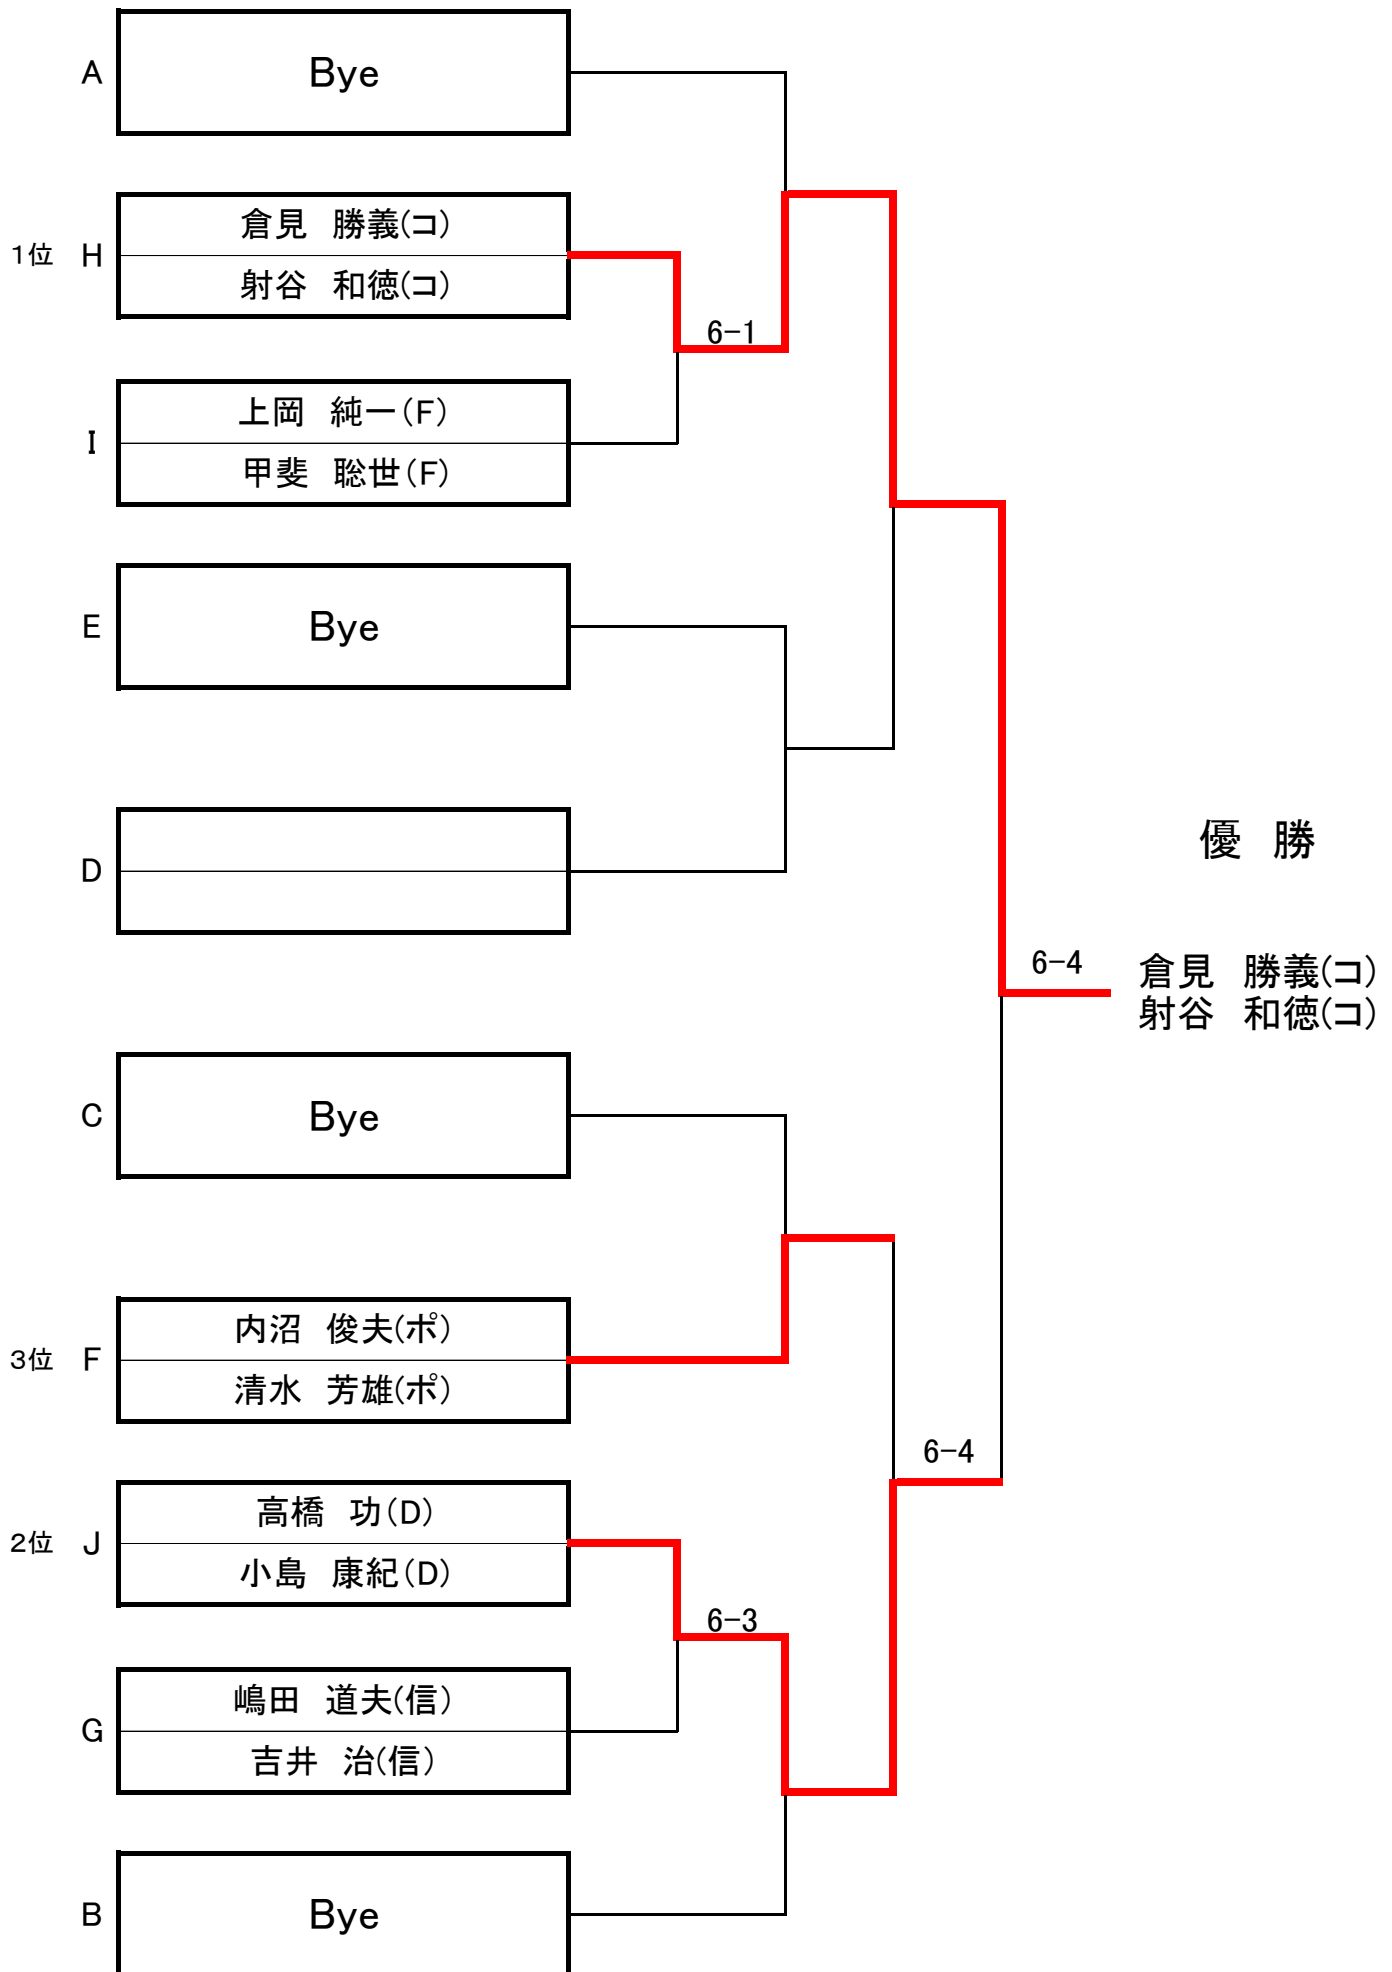 A
Bye
1位
H
倉見 勝義(コ)
射谷 和徳(コ)
6-1
I
上岡 純一(F)
甲斐 聡世(F)
E
Bye
D
優 勝
6-4
倉見 勝義(コ)
射谷 和徳(コ)
C
Bye
3位
F
内沼 俊夫(ポ)
清水 芳雄(ポ)
6-4
2位
J
高橋 功(D)
小島 康紀(D)
6-3
G
嶋田 道夫(信)
吉井 治(信)
B
Bye